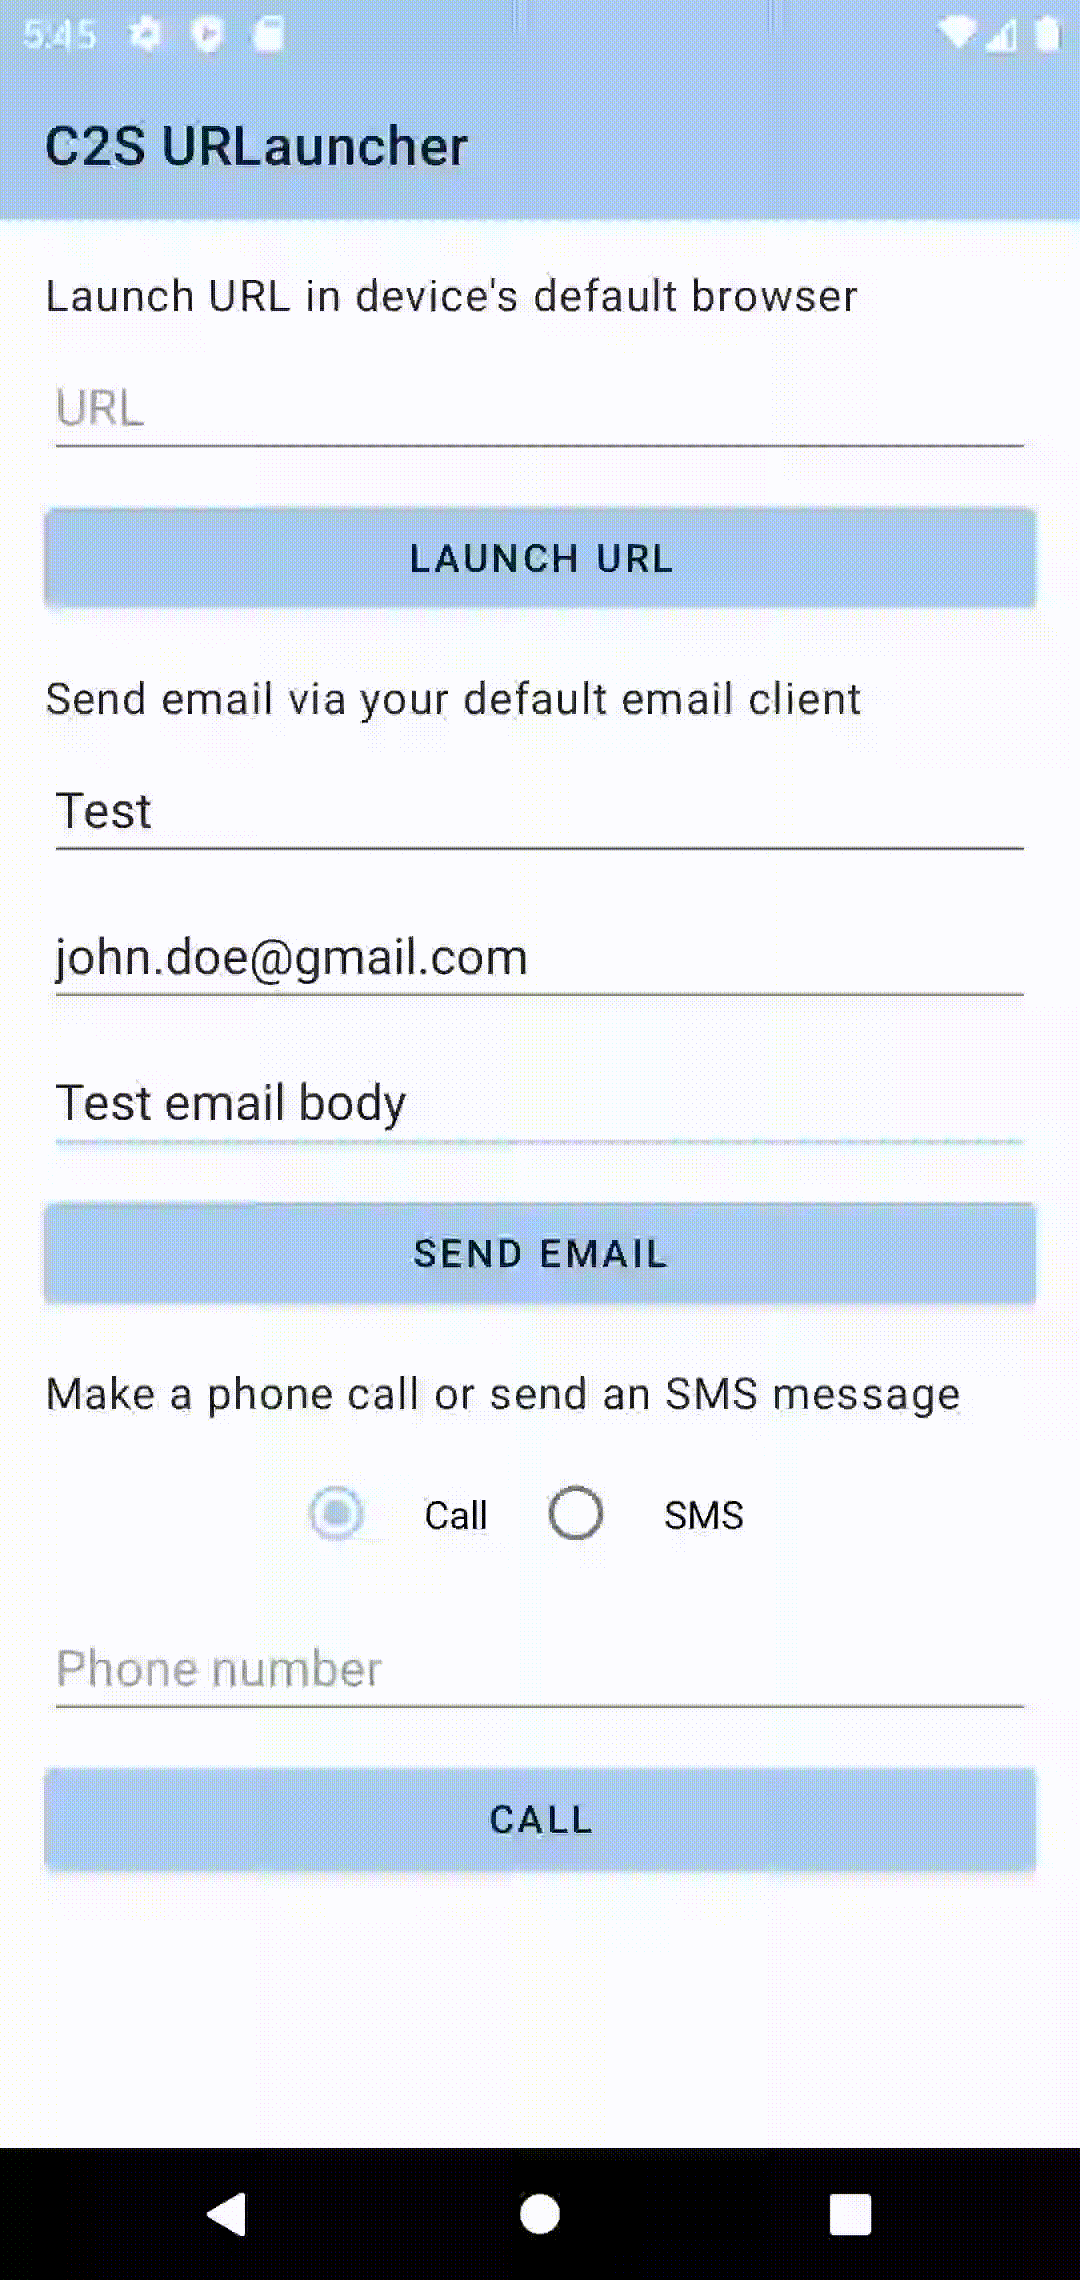 5:45
C2S URLauncher
Launch URL in device's default browser
URL
LAUNCH URL
Send email via your default email client
Test
john.doe@gmail.com
Test email body
SEND EMAIL
Make a phone call or send an SMS message
Call SMS
Phone number
CALL